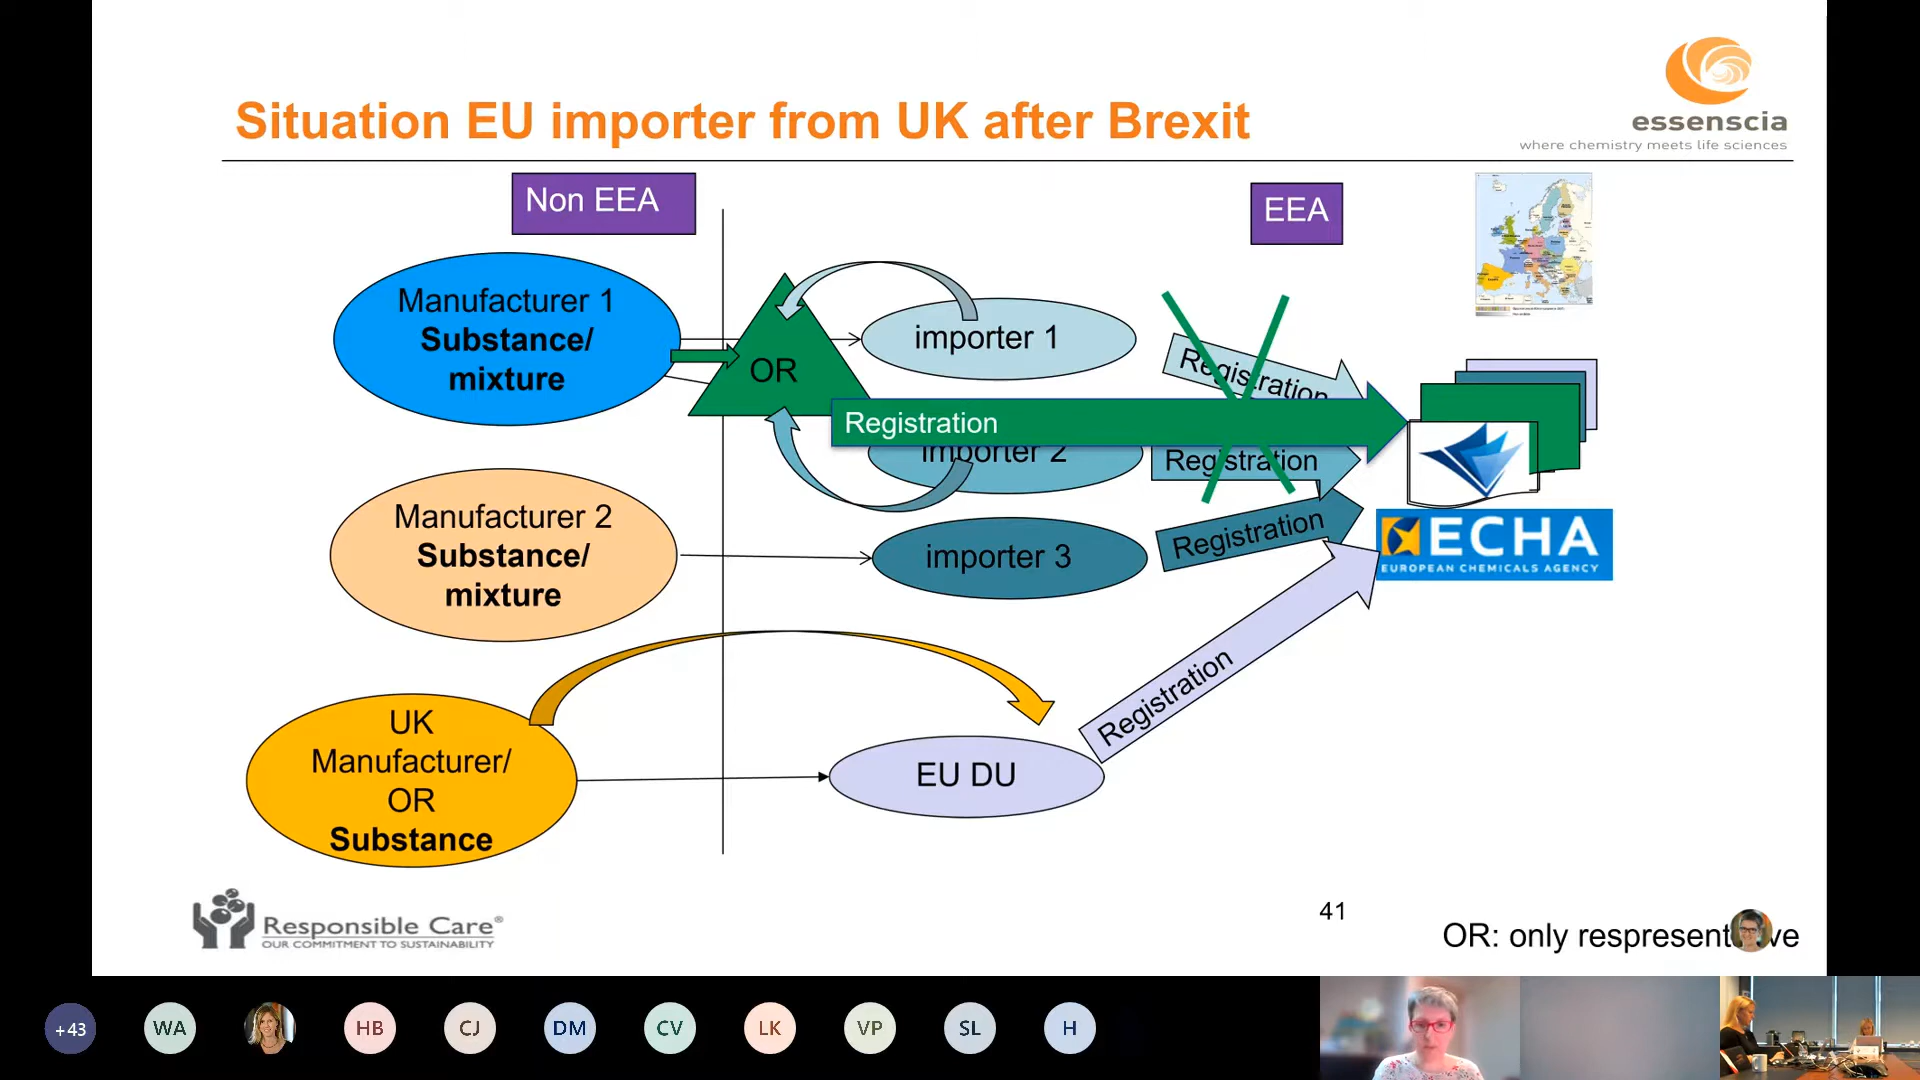 Situation EU importer from UK after Brexit
essenscia
where chemistry meets life sciences
Non EEA
EEA
Manufacturer 1
Substance/
mixture
OR
importer 1
Registration
Registration
importer 2
Registration
Manufacturer 2
Substance/
mixture
importer 3
Registration
ECHA
EUROPEAN CHEMICALS AGENCY
UK
Manufacturer/
OR
Substance
EU DU
Registration
Responsible Care®
OUR COMMITMENT TO SUSTAINABILITY
41
OR: only respresent ve
+43
WA
HB
CJ
DM
CV
LK
VP
SL
H